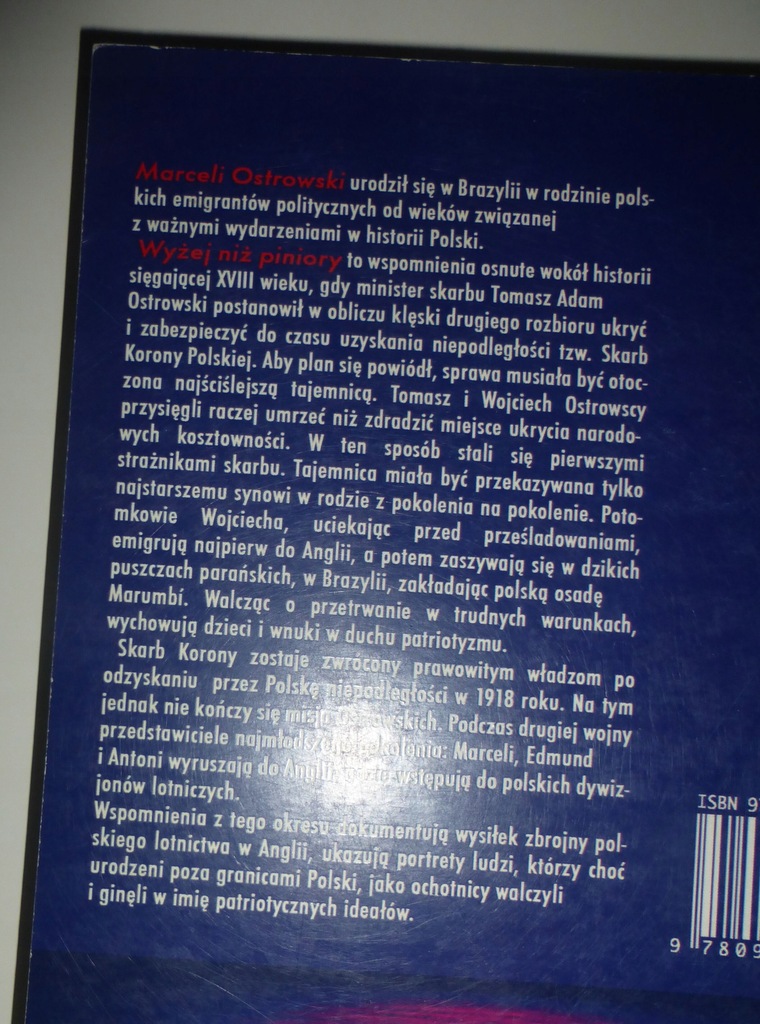 Marceli Ostrowski urodził się w Brazylii w rodzinie pols-
kich emigrantów politycznych od wieków związanej
z ważnymi wydarzeniami w historii Polski.
Wyżej niż piniory to wspomnienia osnute wokół historii
sięgającej XVIII wieku, gdy minister skarbu Tomasz Adam
Ostrowski postanowił w obliczu klęski drugiego rozbioru ukryć
i zabezpieczyć do czasu uzyskania niepodległości tzw. Skarb
Korony Polskiej. Aby plan się powiódł, sprawa musiała być otoc-
zona najściślejszą tajemnicą. Tomasz i Wojciech Ostrowscy
przysięgli raczej umrzeć niż zdradzić miejsce ukrycia narodo-
wych kosztowności. W ten sposób stali się pierwszymi
strażnikami skarbu. Tajemnica miała być przekazywana tylko
najstarszemu synowi w rodzie z pokolenia na pokolenie. Poto-
mkowie Wojciecha, uciekając przed prześladowaniami,
emigrują najpierw do Anglii, a potem zaszywają się w dzikich
puszczach parańskich, w Brazylii, zakładając polską osadę
Marumbí. Walcząc o przetrwanie w trudnych warunkach,
wychowują dzieci i wnuki w duchu patriotyzmu.
Skarb Korony zostaje zwrócony prawowitym władzom po
odzyskaniu przez Polskę niepodległości w 1918 roku. Na tym
jednak nie kończy się misja Ostrowskich. Podczas drugiej wojny
przedstawiciele najmłodszego pokolenia: Marceli, Edmund
i Antoni wyruszają do Anglii, wstępują do polskich dywiz-
jonów lotniczych.
Wspomnienia z tego okresu dokumentują wysiłek zbrojny pol-
skiego lotnictwa w Anglii, ukazują portrety ludzi, którzy choć
urodzeni poza granicami Polski, jako ochotnicy walczyli
i ginęli w imię patriotycznych ideałów.
ISBN 9
9 7809